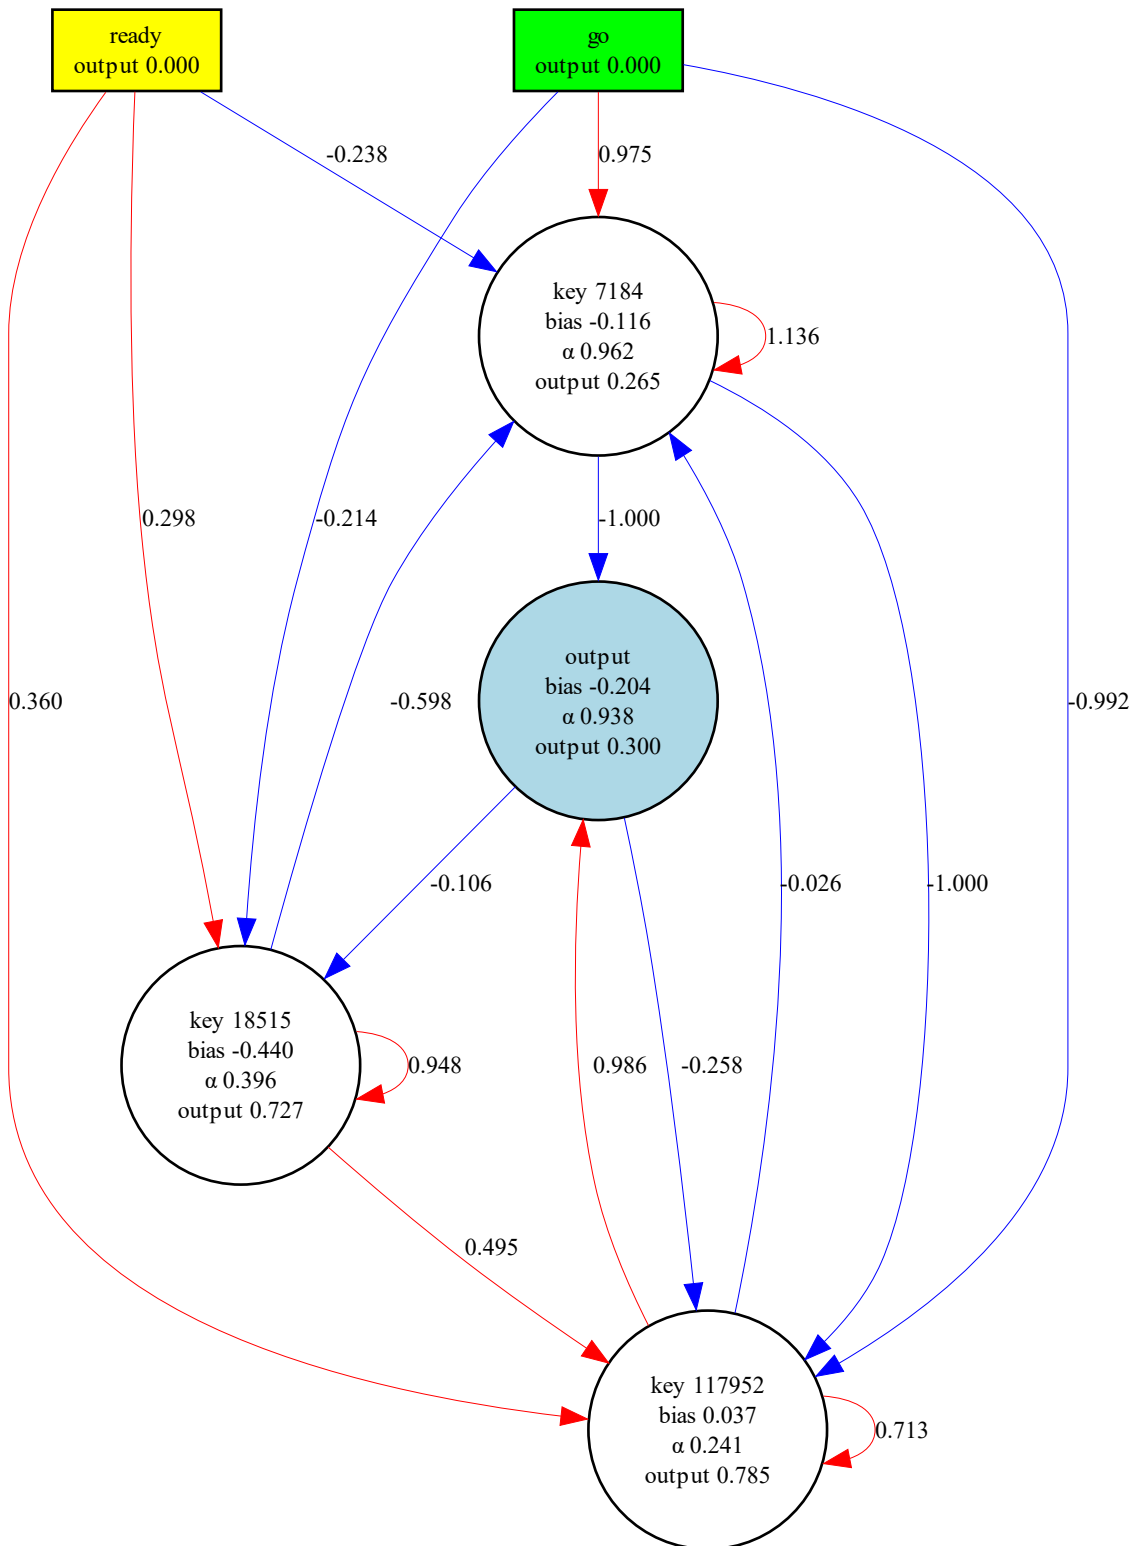 ready
output 0.000
go
output 0.000
-0.238
0.975
key 7184
bias -0.116
α 0.962
output 0.265
1.136
0.298
-0.214
-1.000
output
bias -0.204
α 0.938
output 0.300
0.360
-0.598
-0.992
-0.106
-0.026
-1.000
key 18515
bias -0.440
α 0.396
output 0.727
0.948
0.986
-0.258
0.495
key 117952
bias 0.037
α 0.241
output 0.785
0.713